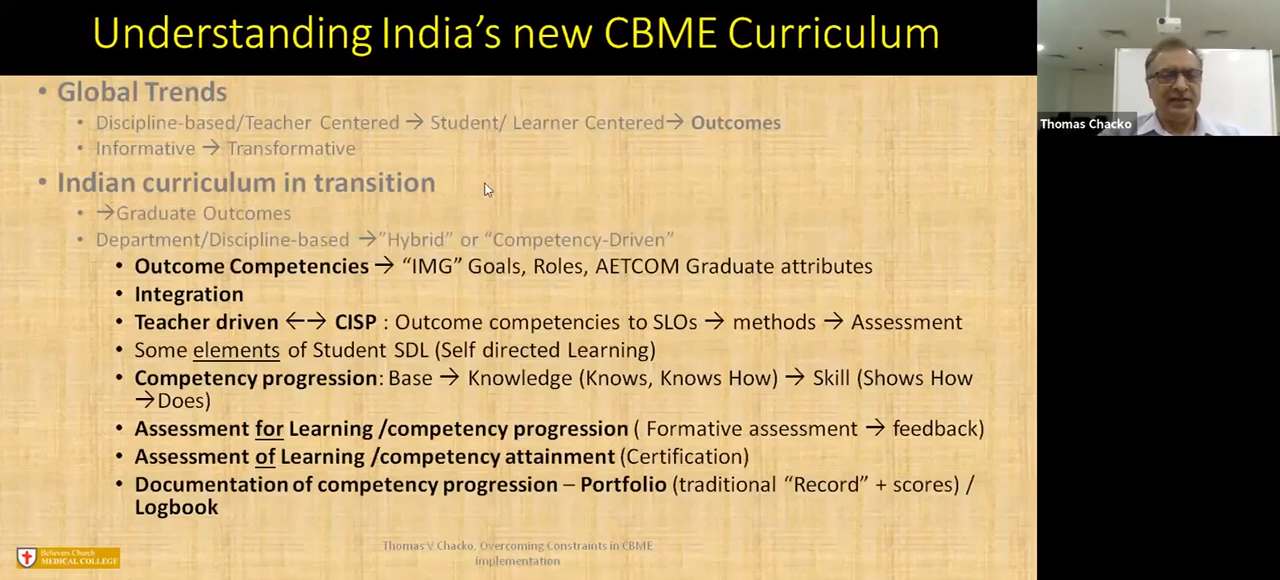 Understanding India's new CBME Curriculum
• Global Trends
• Discipline-based/Teacher Centered → Student/ Learner Centered→ Outcomes
• Informative → Transformative
• Indian curriculum in transition
• →Graduate Outcomes
• Department/Discipline-based →"Hybrid" or "Competency-Driven"
• Outcome Competencies → "IMG" Goals, Roles, AETCOM Graduate attributes
• Integration
• Teacher driven ←→ CISP : Outcome competencies to SLOs → methods → Assessment
• Some elements of Student SDL (Self directed Learning)
• Competency progression: Base → Knowledge (Knows, Knows How) → Skill (Shows How
→Does)
• Assessment for Learning /competency progression ( Formative assessment → feedback)
• Assessment of Learning /competency attainment (Certification)
• Documentation of competency progression – Portfolio (traditional "Record" + scores) /
Logbook
Believers Church
MEDICAL COLLEGE
Thomas V Chacko, Overcoming Constraints in CBME
implementation
Thomas Chacko